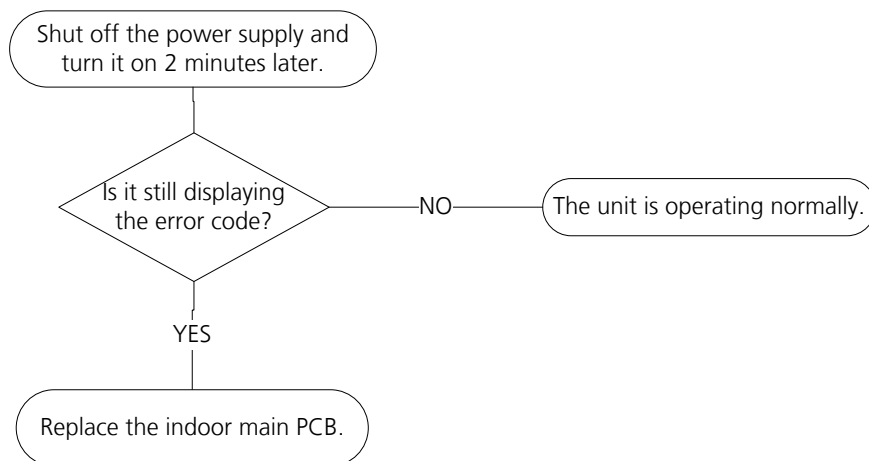 Shut off the power supply and
turn it on 2 minutes later.
Is it still displaying
the error code?
NO
The unit is operating normally.
YES
Replace the indoor main PCB.